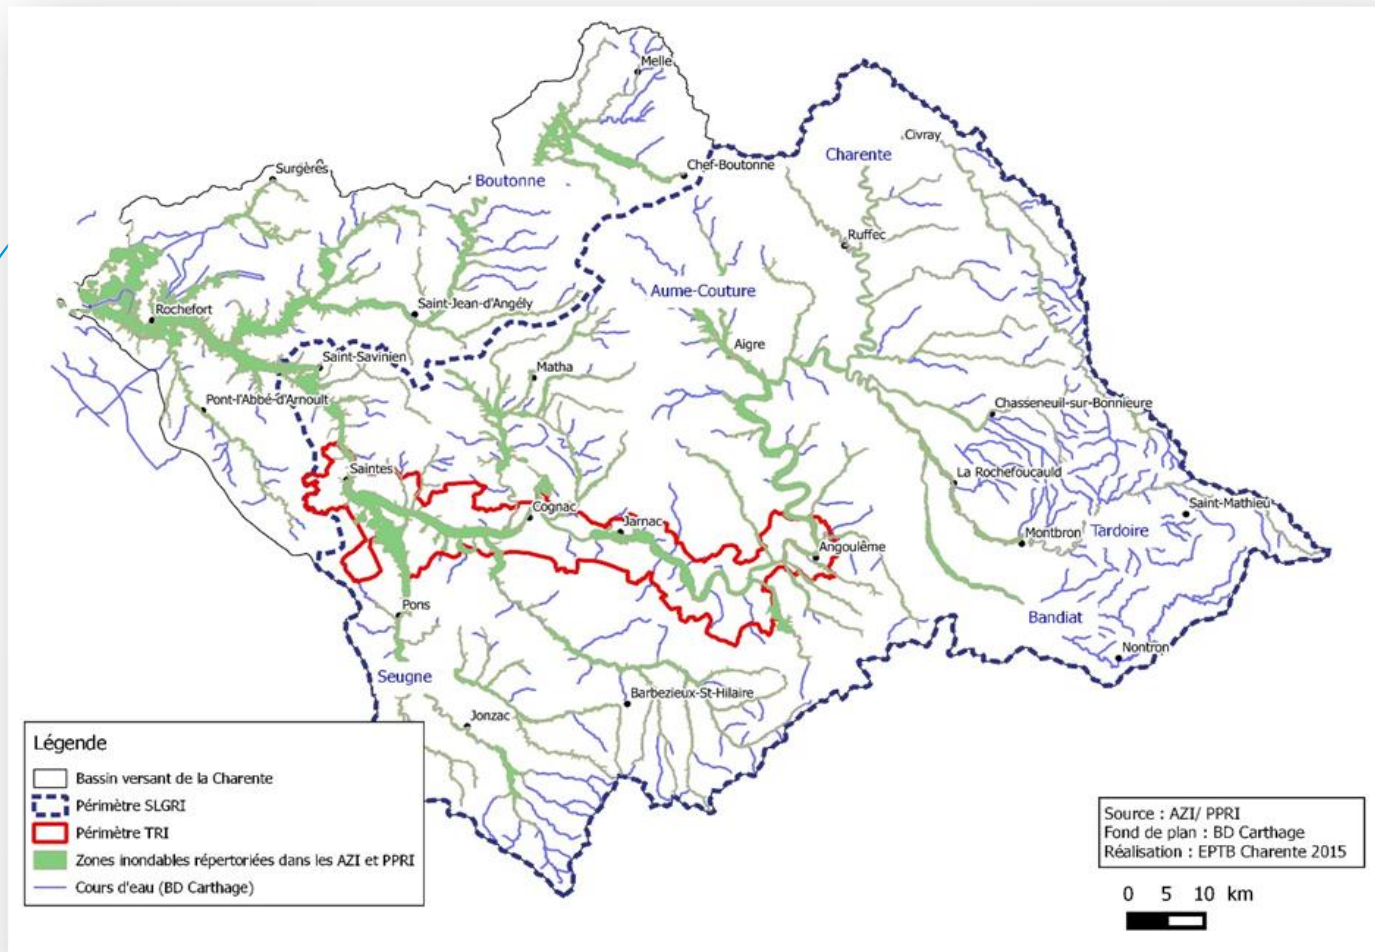 Melle
Civray
Charente
Chef-Boutonne
Surgères
Boutonne
Ruffec
Aume-Couture
Rochefort
Saint-Jean-d'Angély
Aigre
Saint-Savinien
Matha
Pont-l'Abbé-d'Arnoult
Chasseneuil-sur-Bonnieure
Saintes
La Rochefoucauld
Saint-Mathieu
Cognac
Jarnac
Montbron
Tardoire
Angoulême
Pons
Bandiat
Nontron
Seugne
Barbezieux-St-Hilaire
Jonzac
Légende
Bassin versant de la Charente
Périmètre SLGRI
Périmètre TRI
Zones inondables répertoriées dans les AZI et PPRI
Cours d'eau (BD Carthage)
Source : AZI/ PPRI
Fond de plan : BD Carthage
Réalisation : EPTB Charente 2015
0 5 10 km